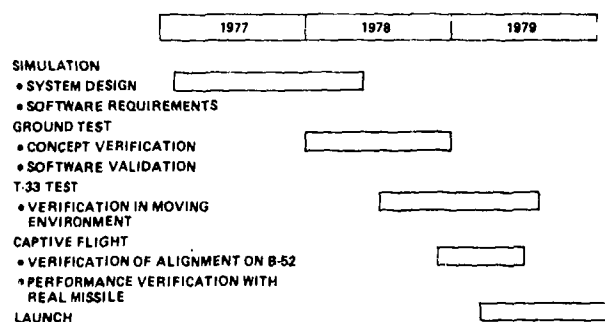 1977 1978 1979
SIMULATION
• SYSTEM DESIGN
• SOFTWARE REQUIREMENTS
GROUND TEST
• CONCEPT VERIFICATION
• SOFTWARE VALIDATION
T-33 TEST
• VERIFICATION IN MOVING
ENVIRONMENT
CAPTIVE FLIGHT
• VERIFICATION OF ALIGNMENT ON B-52
• PERFORMANCE VERIFICATION WITH
REAL MISSILE
LAUNCH